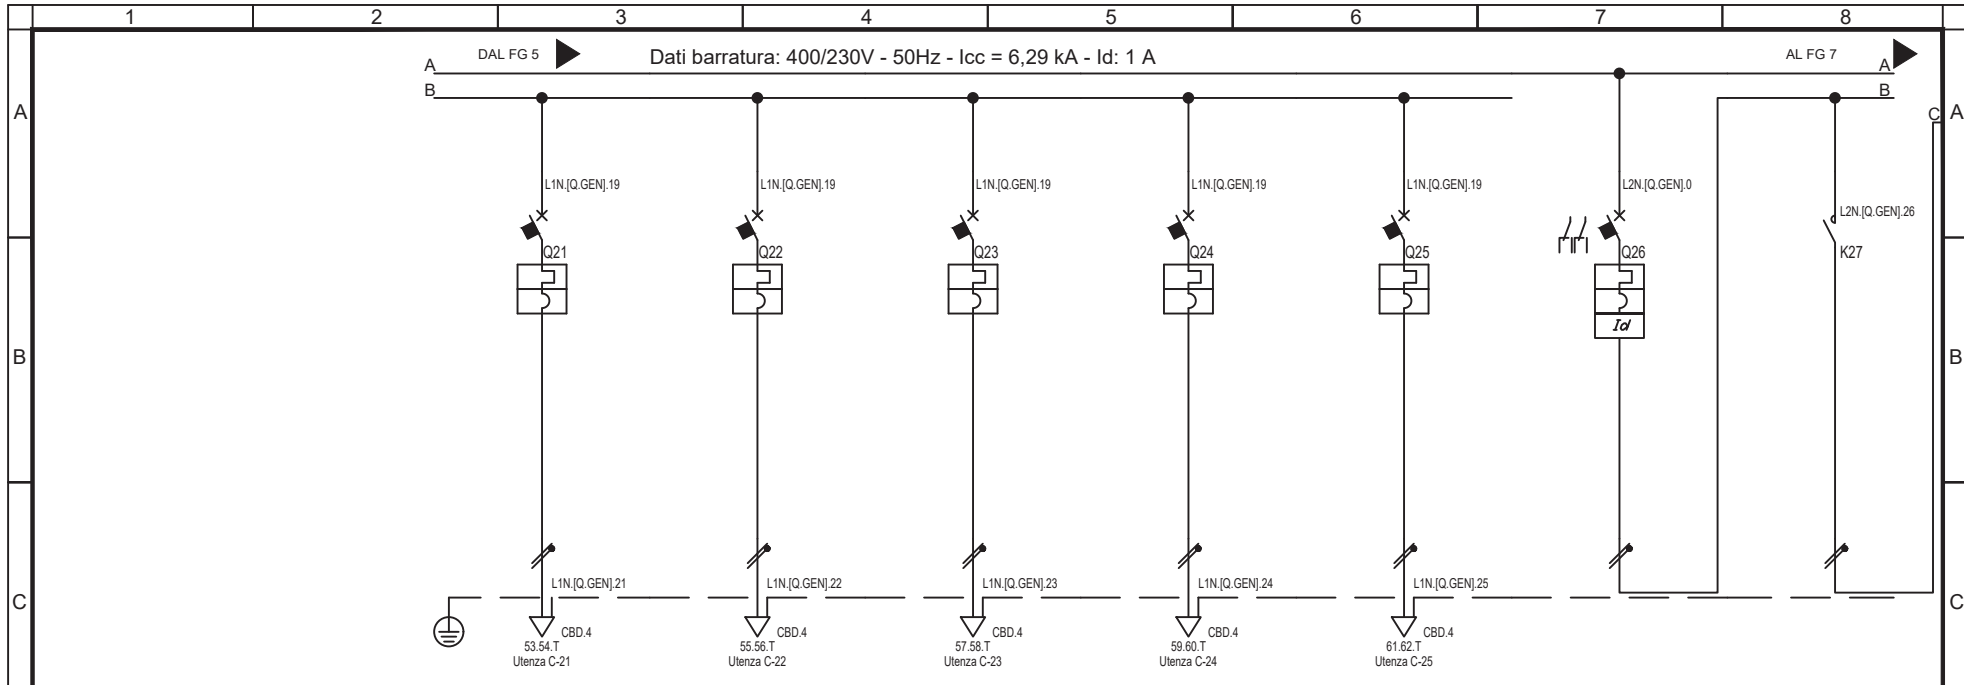 1 2 3 4 5 6 7 8
DAL FG 5 Dati barratura: 400/230V - 50Hz - Icc = 6,29 kA - Id: 1 A AL FG 7
A A
B B
A C A
L1N.[Q.GEN].19 L1N.[Q.GEN].19 L1N.[Q.GEN].19 L1N.[Q.GEN].19 L1N.[Q.GEN].19 L2N.[Q.GEN].0
L2N.[Q.GEN].26
Q21 Q22 Q23 Q24 Q25 Q26 K27
Id
B B
L1N.[Q.GEN].21 L1N.[Q.GEN].22 L1N.[Q.GEN].23 L1N.[Q.GEN].24 L1N.[Q.GEN].25
C C
CBD.4 CBD.4 CBD.4 CBD.4 CBD.4
53.54.T 55.56.T 57.58.T 59.60.T 61.62.T
Utenza C-21 Utenza C-22 Utenza C-23 Utenza C-24 Utenza C-25